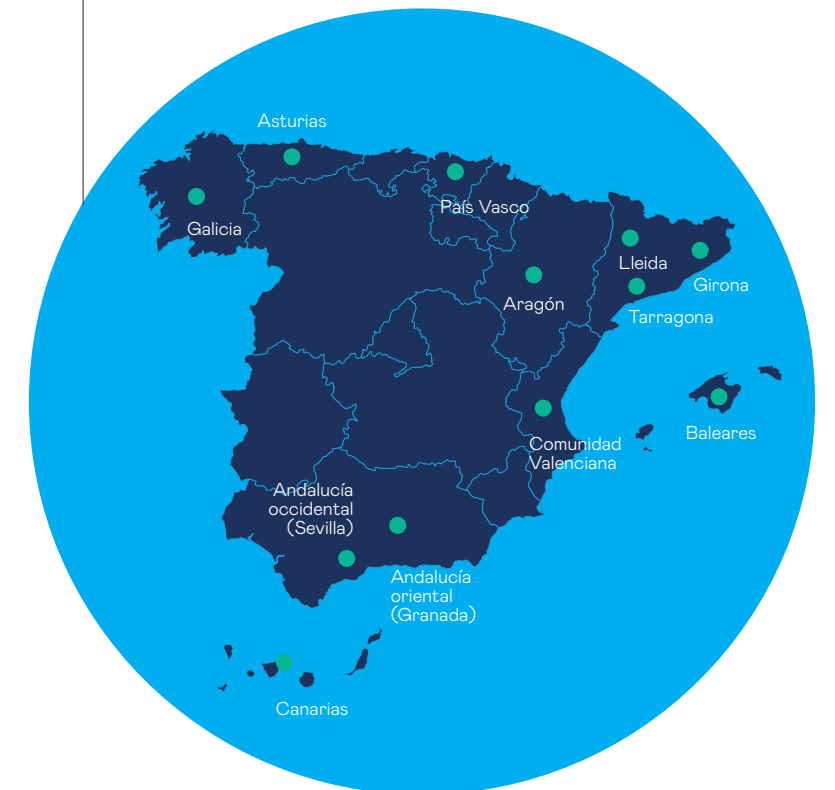 Asturias
País Vasco
Galicia
Lleida
Girona
Aragón
Tarragona
Baleares
Comunidad
Valenciana
Andalucía
occidental
(Sevilla)
Andalucía
oriental
(Granada)
Canarias